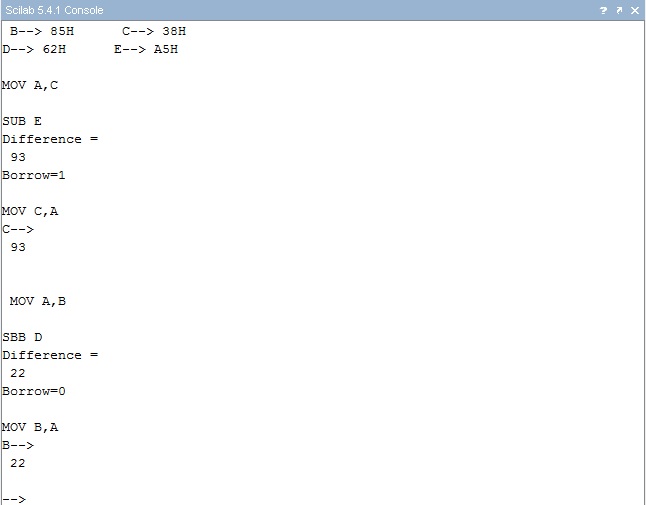 Scilab 5.4.1 Console
B--> 85H C--> 38H
D--> 62H E--> A5H
MOV A,C
SUB E
Difference =
93
Borrow=1
MOV C,A
C-->
93
MOV A,B
SBB D
Difference =
22
Borrow=0
MOV B,A
B-->
22
-->